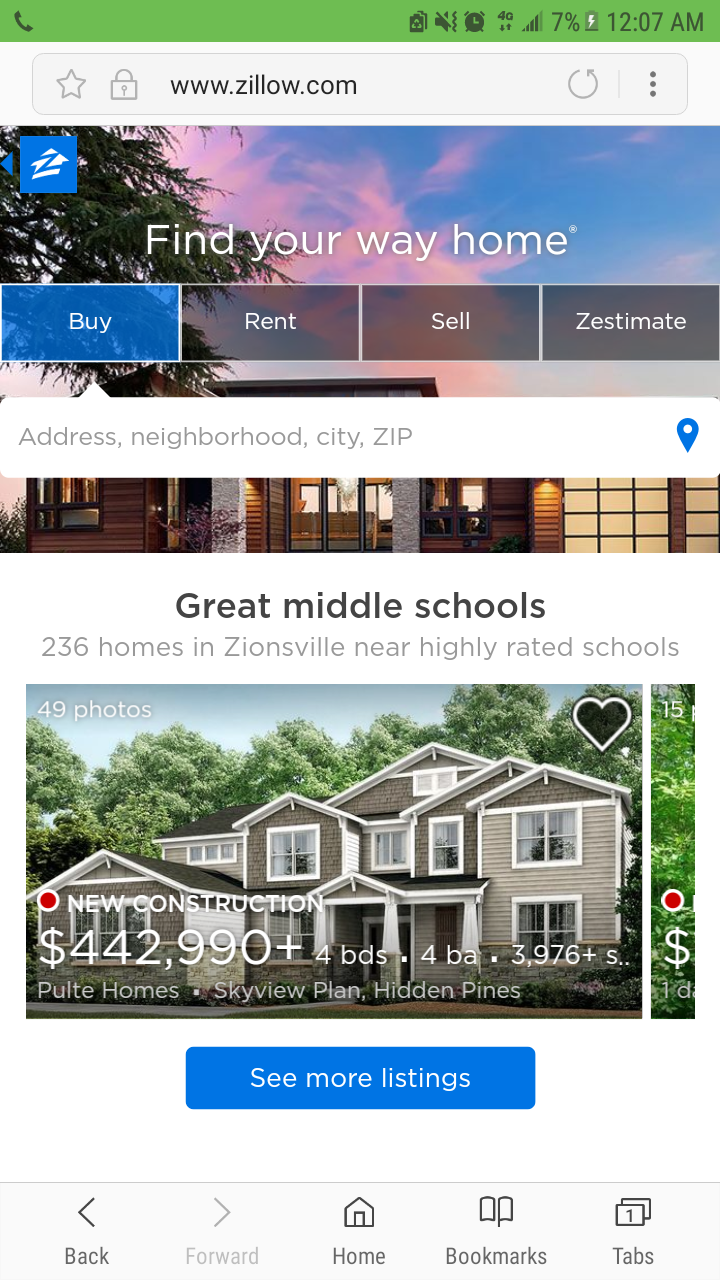 4G 7% 12:07 AM
www.zillow.com
Find your way home®
Buy Rent Sell Zestimate
Address, neighborhood, city, ZIP
Great middle schools
236 homes in Zionsville near highly rated schools
49 photos 15
NEW CONSTRUCTION
$442,990+ 4 bds · 4 ba · 3,976+ s.. $
Pulte Homes · Skyview Plan, Hidden Pines 1
See more listings
1
Back Forward Home Bookmarks Tabs